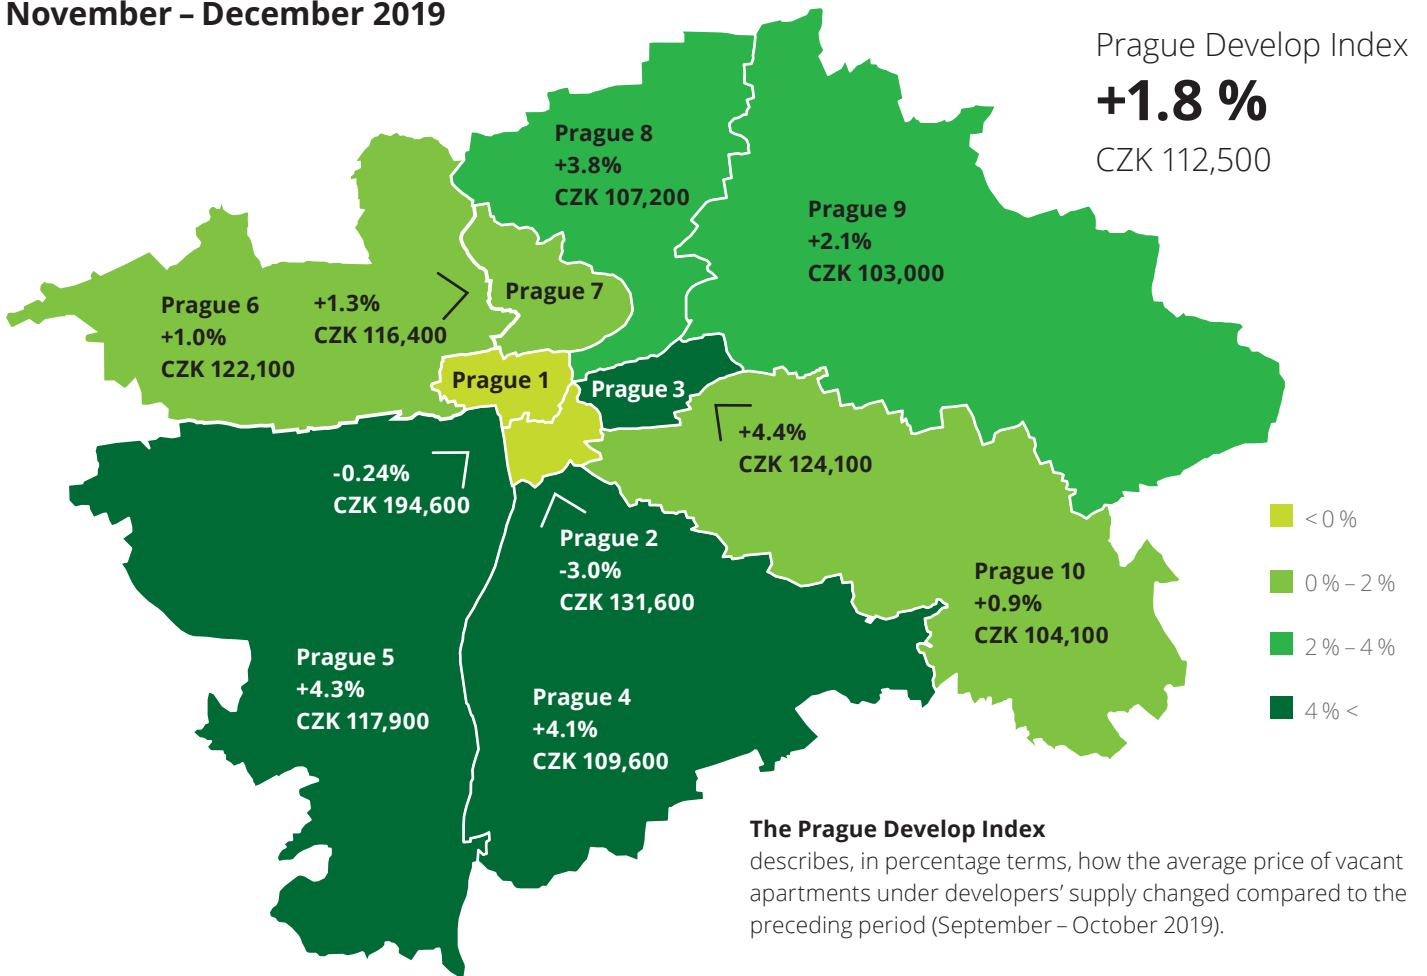 November – December 2019
Prague Develop Index
+1.8 %
CZK 112,500
Prague 8
+3.8%
CZK 107,200
Prague 9
+2.1%
CZK 103,000
Prague 6
+1.0%
CZK 122,100
+1.3%
CZK 116,400
Prague 7
Prague 1
Prague 3
+4.4%
CZK 124,100
-0.24%
CZK 194,600
Prague 2
-3.0%
CZK 131,600
Prague 10
+0.9%
CZK 104,100
Prague 5
+4.3%
CZK 117,900
Prague 4
+4.1%
CZK 109,600
< 0 %
0 % – 2 %
2 % – 4 %
4 % <
The Prague Develop Index
describes, in percentage terms, how the average price of vacant
apartments under developers’ supply changed compared to the
preceding period (September – October 2019).